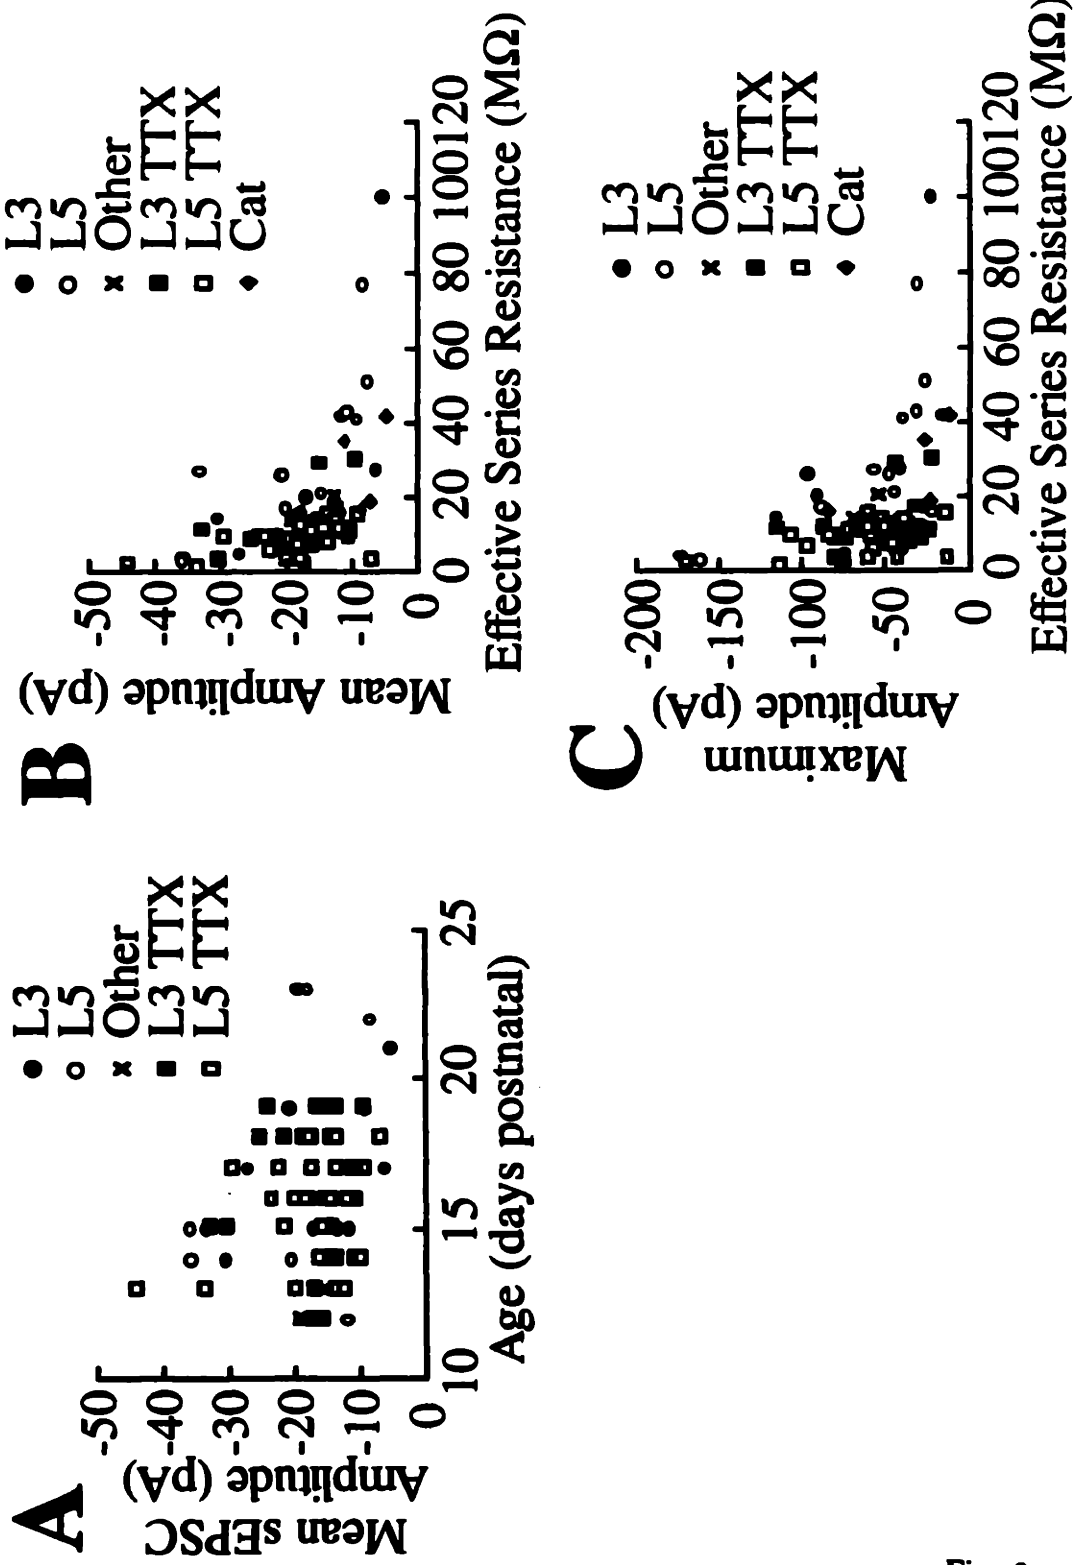 A
Mean sEPSC
Amplitude (pA)
-50
-40
-30
-20
-10
0
10
15
20
25
Age (days postnatal)
L3
L5
Other
L3 TTX
L5 TTX
B
Mean Amplitude (pA)
-50
-40
-30
-20
-10
0
0 20 40 60 80 100 120
Effective Series Resistance (MΩ)
L3
L5
Other
L3 TTX
L5 TTX
Cat
C
Maximum
Amplitude (pA)
-200
-150
-100
-50
0
0 20 40 60 80 100 120
Effective Series Resistance (MΩ)
L3
L5
Other
L3 TTX
L5 TTX
Cat